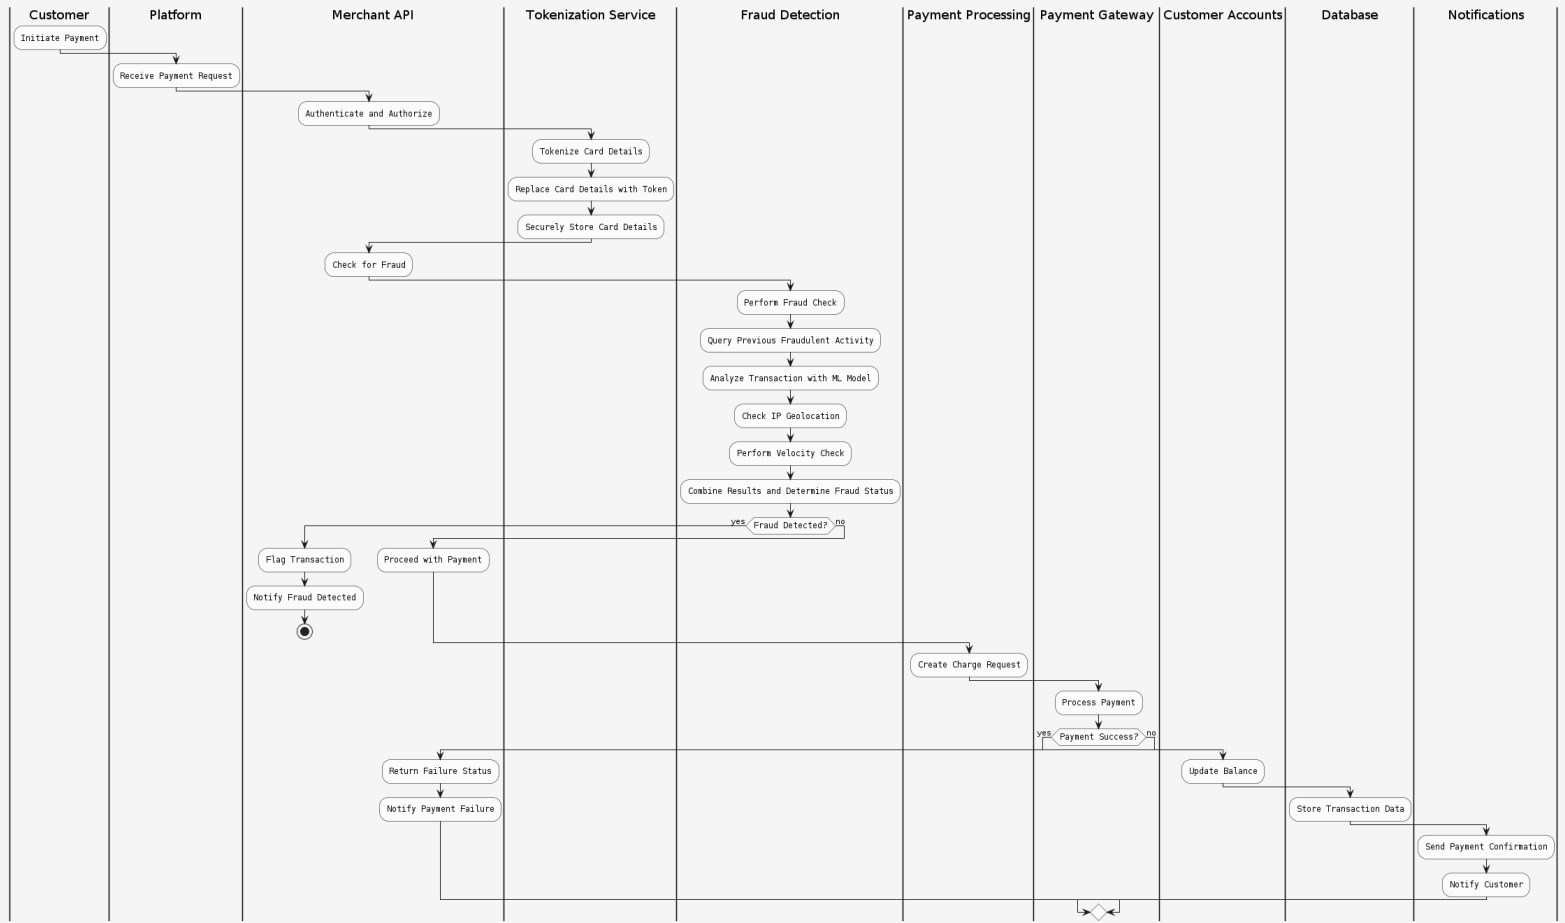 Customer
Platform
Merchant API
Tokenization Service
Fraud Detection
Payment Processing
Payment Gateway
Customer Accounts
Database
Notifications
Initiate Payment
Receive Payment Request
Authenticate and Authorize
Tokenize Card Details
Replace Card Details with Token
Securely Store Card Details
Check for Fraud
Perform Fraud Check
Query Previous Fraudulent Activity
Analyze Transaction with ML Model
Check IP Geolocation
Perform Velocity Check
Combine Results and Determine Fraud Status
yes
Fraud Detected?
no
Flag Transaction
Proceed with Payment
Notify Fraud Detected
Create Charge Request
Process Payment
yes
Payment Success?
no
Return Failure Status
Update Balance
Notify Payment Failure
Store Transaction Data
Send Payment Confirmation
Notify Customer